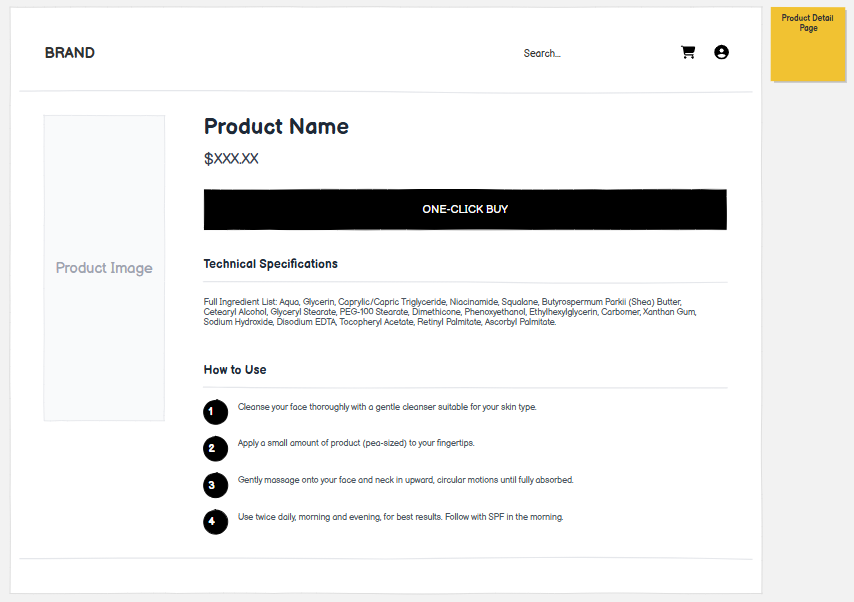 Product Detail
Page
BRAND
Search...
Product Name
$XXX.XX
ONE-CLICK BUY
Product Image
Technical Specifications
Full Ingredient List: Aqua, Glycerin, Caprylic/Capric Triglyceride, Niacinamide, Squalane, Butyrospermum Parkii (Shea) Butter,
Cetearyl Alcohol, Glyceryl Stearate, PEG-100 Stearate, Dimethicone, Phenoxyethanol, Ethylhexylglycerin, Carbomer, Xanthan Gum,
Sodium Hydroxide, Disodium EDTA, Tocopheryl Acetate, Retinyl Palmitate, Ascorbyl Palmitate.
How to Use
1 Cleanse your face thoroughly with a gentle cleanser suitable for your skin type.
2 Apply a small amount of product (pea-sized) to your fingertips.
3 Gently massage onto your face and neck in upward, circular motions until fully absorbed.
4 Use twice daily, morning and evening, for best results. Follow with SPF in the morning.